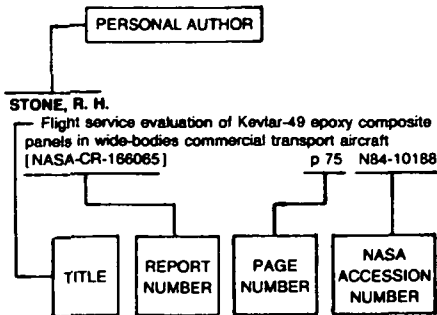 PERSONAL AUTHOR
STONE, R. H.
Flight service evaluation of Kevlar-49 epoxy composite
panels in wide-bodies commercial transport aircraft
[NASA-CR-166065] p 75 N84-10188
TITLE
REPORT
NUMBER
PAGE
NUMBER
NASA
ACCESSION
NUMBER